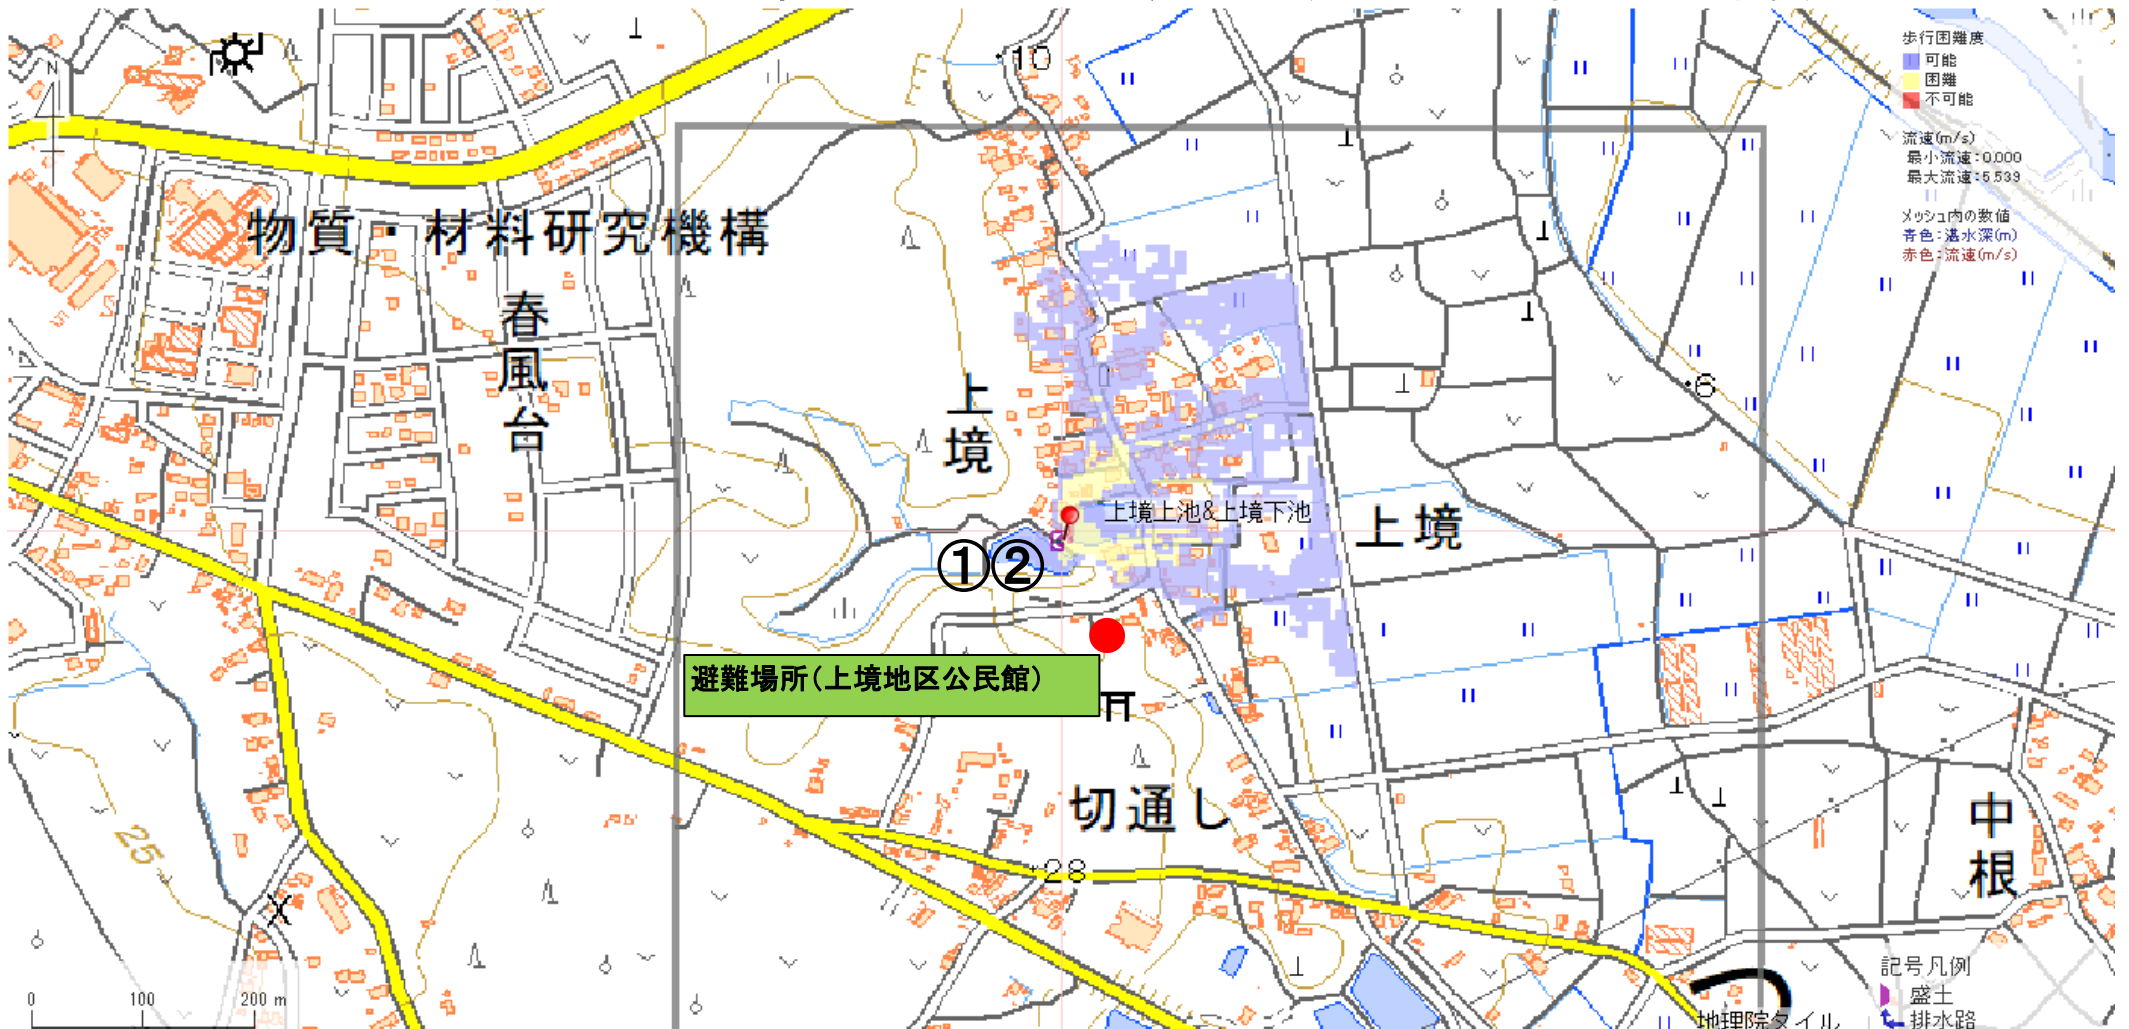 歩行困難度
可能
困難
不可能
流速(m/s)
最小流速:0.000
最大流速:5.539
メッシュ内の数値
青色:湛水深(m)
赤色:流速(m/s)
N
10
物質・材料研究機構
春風台
上境
6
上境上池&上境下池
上境
①②
避難場所(上境地区公民館)
切通し
中根
25
28
記号凡例
盛土
排水路
地理院タイル
0 100 200 m